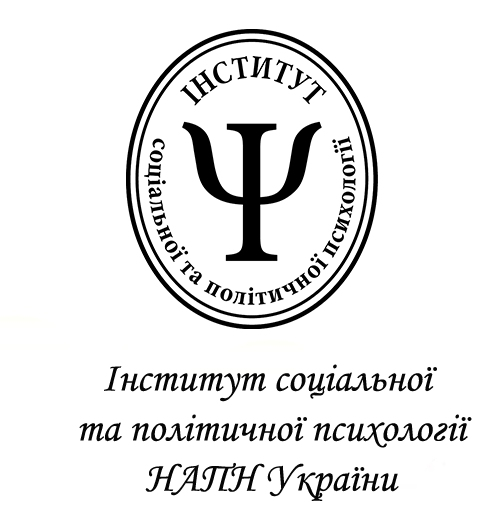 ІНСТИТУТ
соціальної та політичної психології
Ψ
Інститут соціальної
та політичної психології
НАПН України